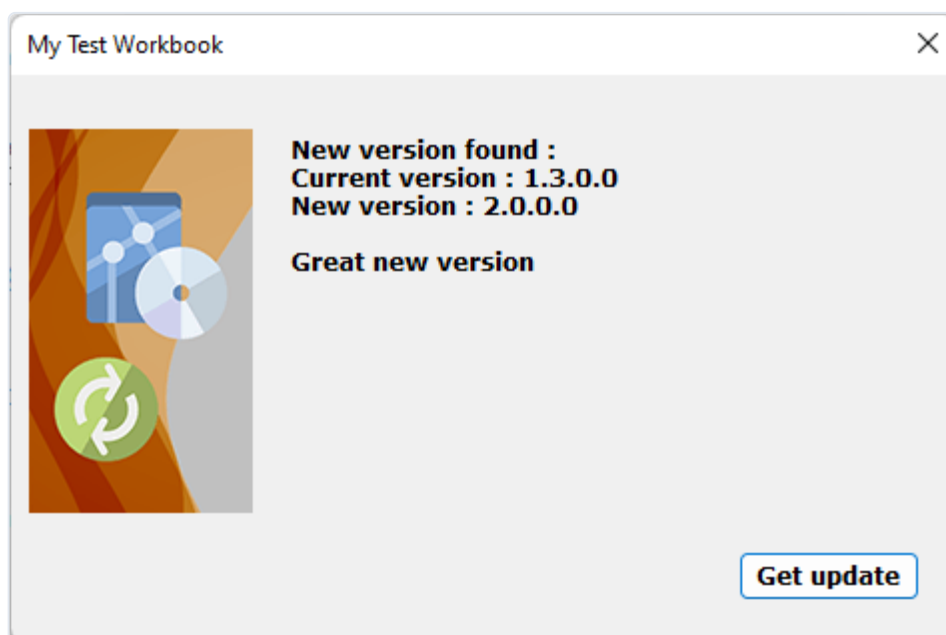 My Test Workbook
New version found :
Current version : 1.3.0.0
New version : 2.0.0.0
Great new version
Get update